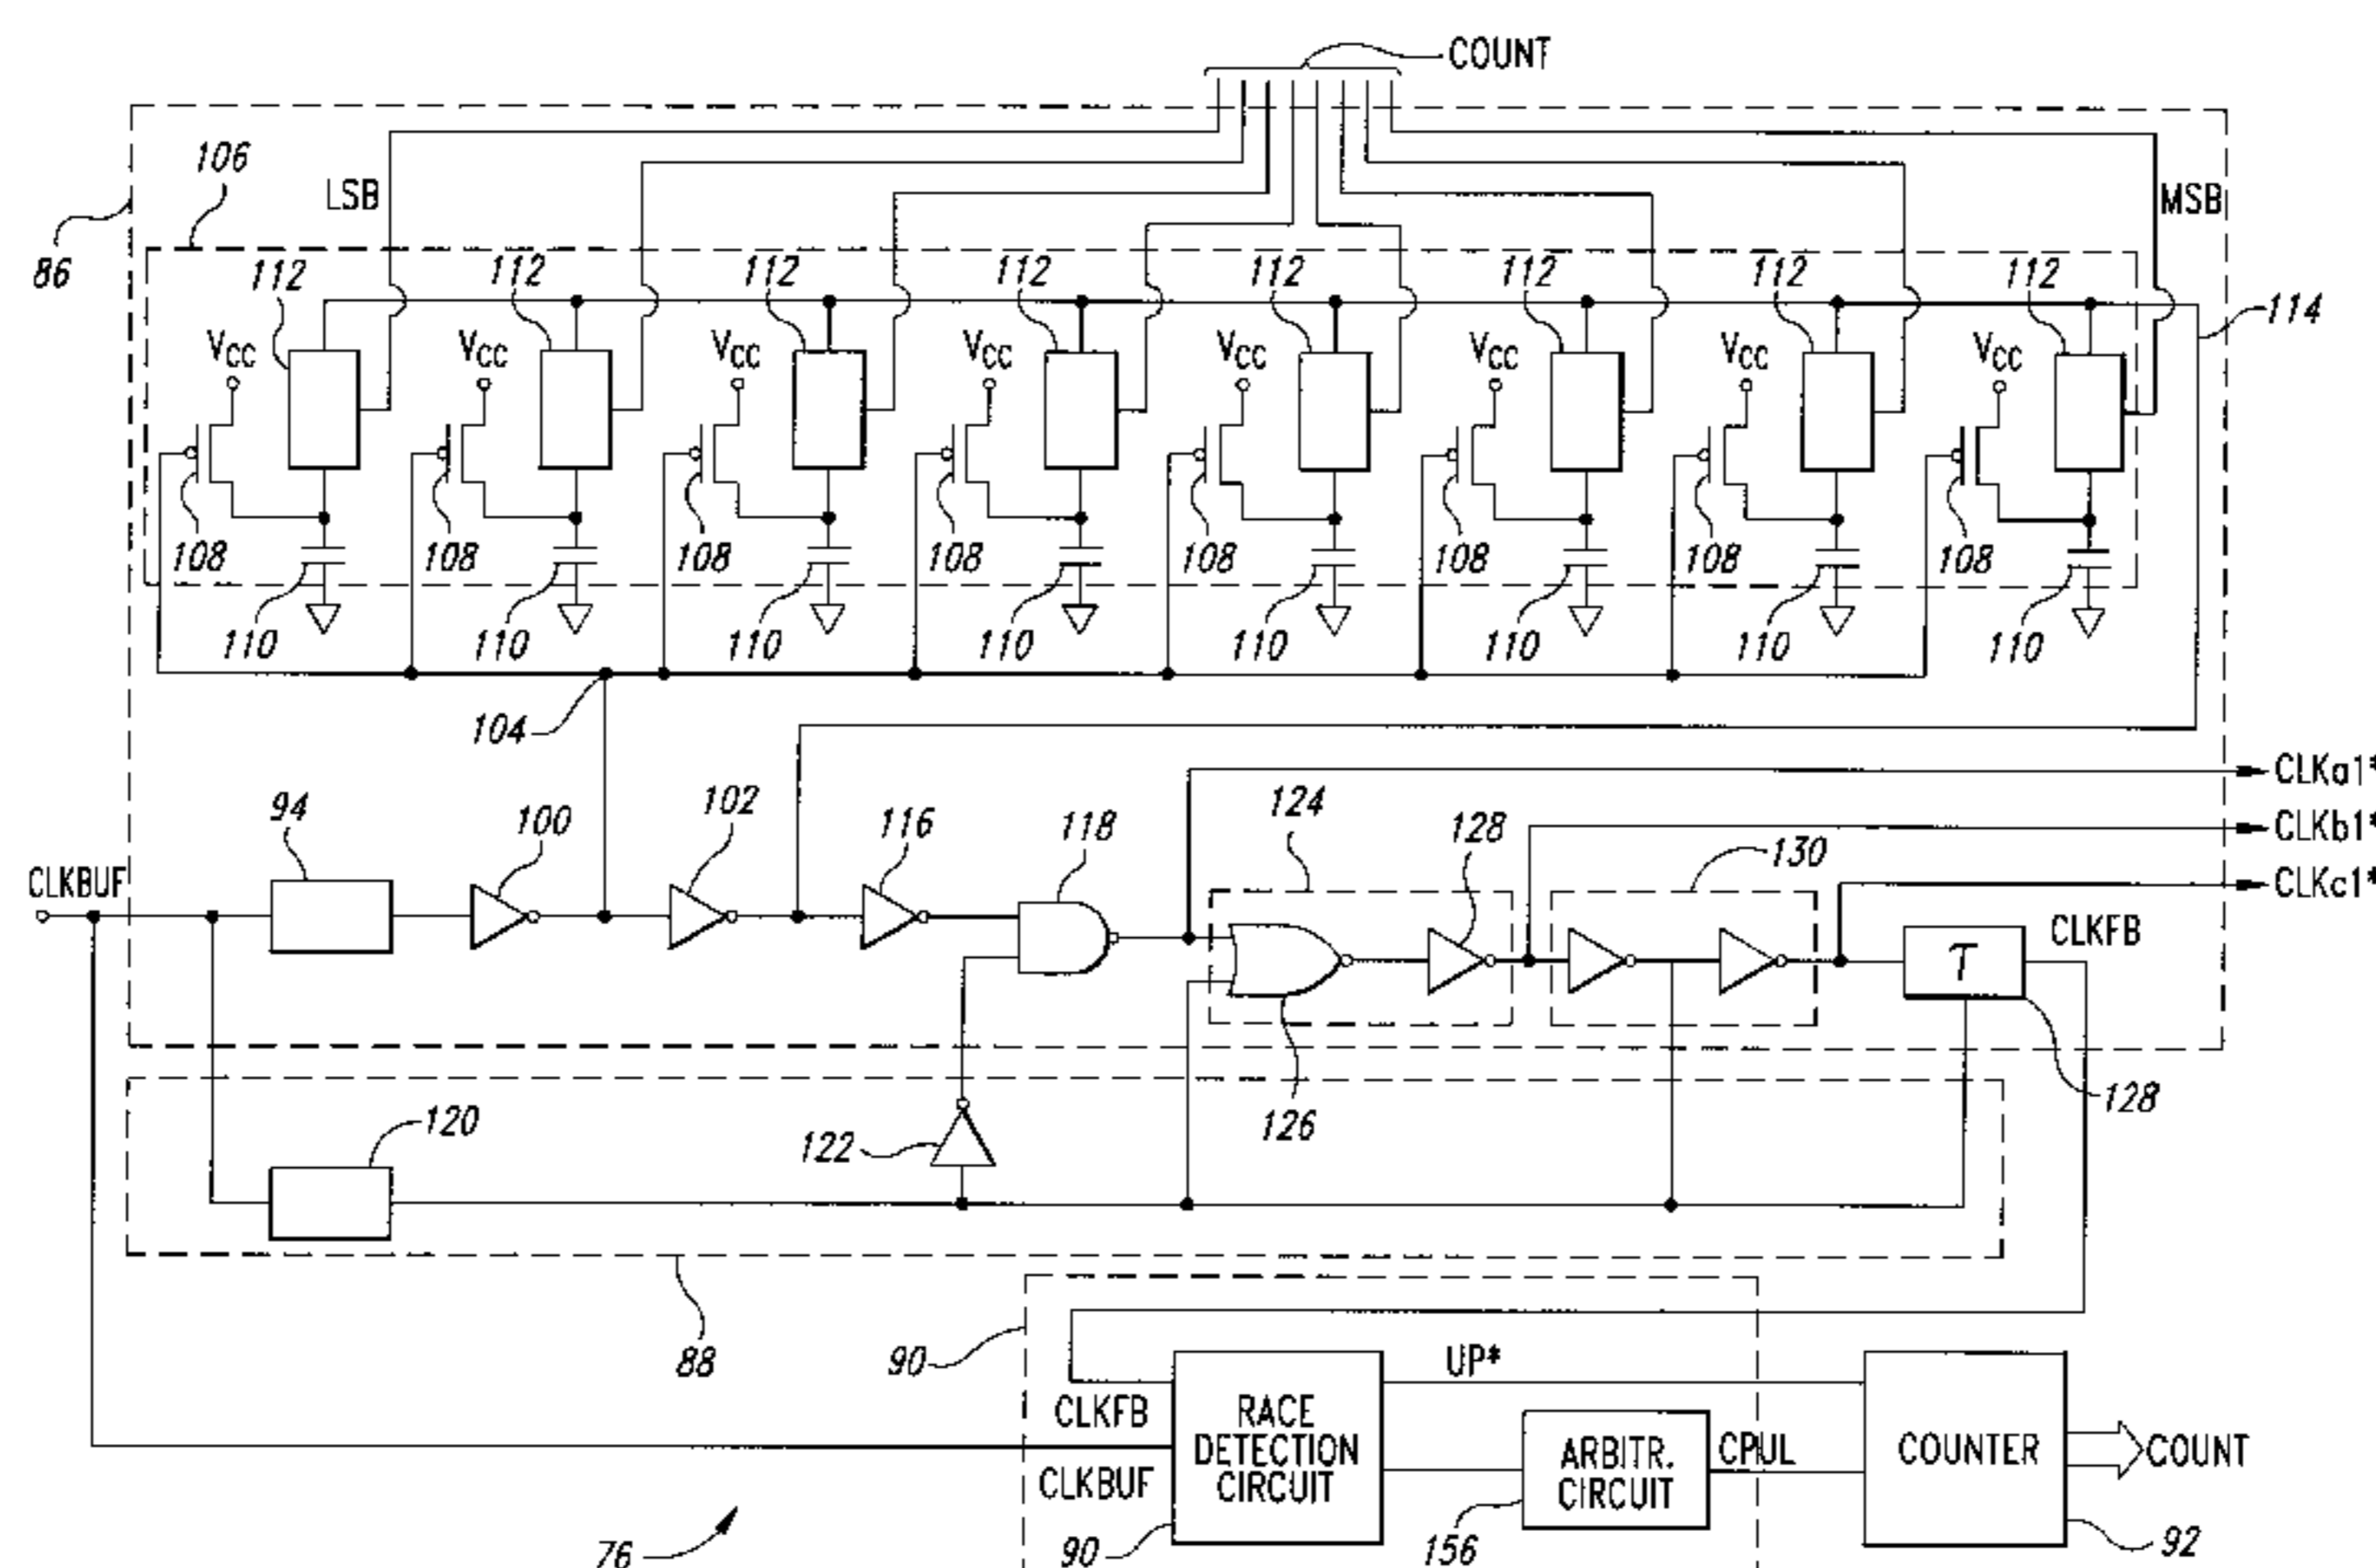 COUNT
106
LSB
MSB
86
112 112 112 112 112 112 112 112
114
VCC VCC VCC VCC VCC VCC VCC VCC
108 108 108 108 108 108 108 108
110 110 110 110 110 110 110 110
104
CLKa1*
94 100 102 116 118 124 128
CLKb1*
130
CLKBUF
CLKc1*
CLKFB
τ
120
122
126
128
88
90
UP*
CLKFB
RACE
DETECTION
CIRCUIT
CLKBUF
ARBITR.
CIRCUIT
CPUL
COUNTER
COUNT
76
90
156
92